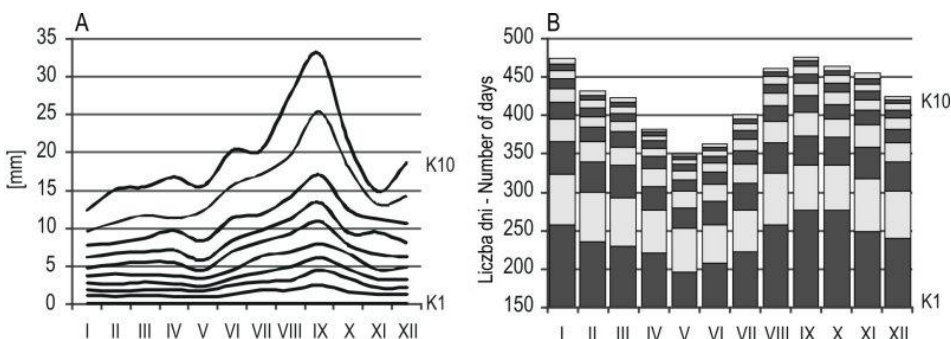 A
35
30
25
20
15
10
5
0
[mm]
K10
K1
I II III IV V VI VII VIII IX X XI XII
B
500
450
400
350
300
250
200
150
Liczba dni - Number of days
K10
K1
I II III IV V VI VII VIII IX X XI XII